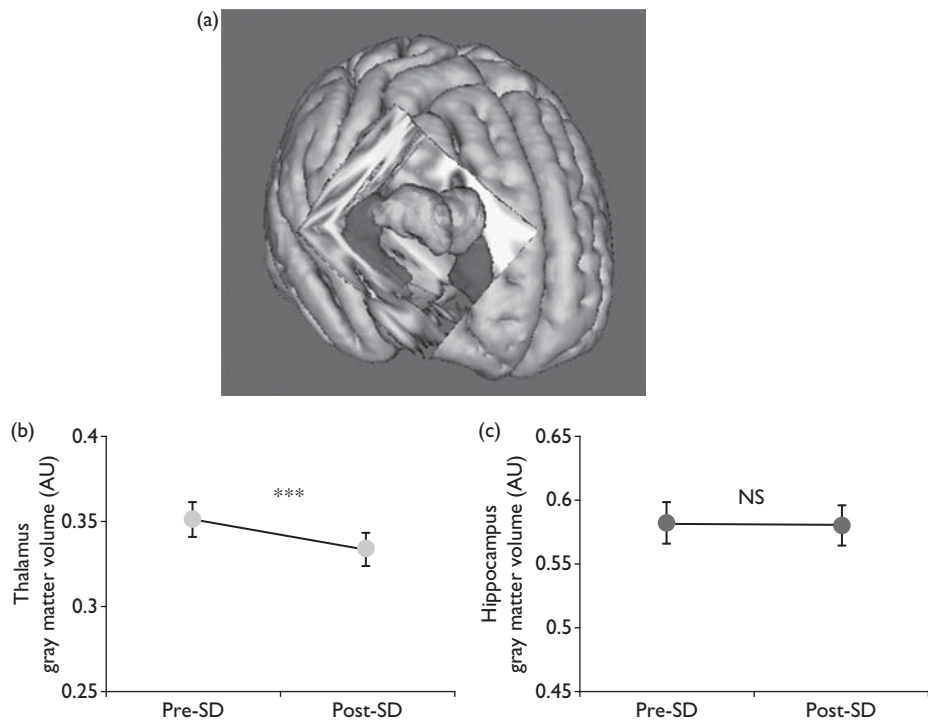 (a)
(b)
Thalamus
gray matter volume (AU)
0.4
0.35
0.3
0.25
***
Pre-SD
Post-SD
(c)
Hippocampus
gray matter volume (AU)
0.65
0.6
0.55
0.5
0.45
NS
Pre-SD
Post-SD